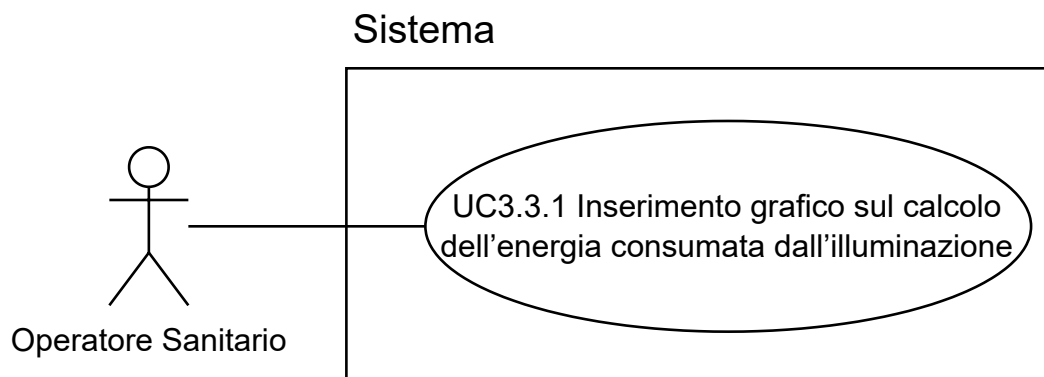 Sistema
UC3.3.1 Inserimento grafico sul calcolo
dell’energia consumata dall’illuminazione
Operatore Sanitario